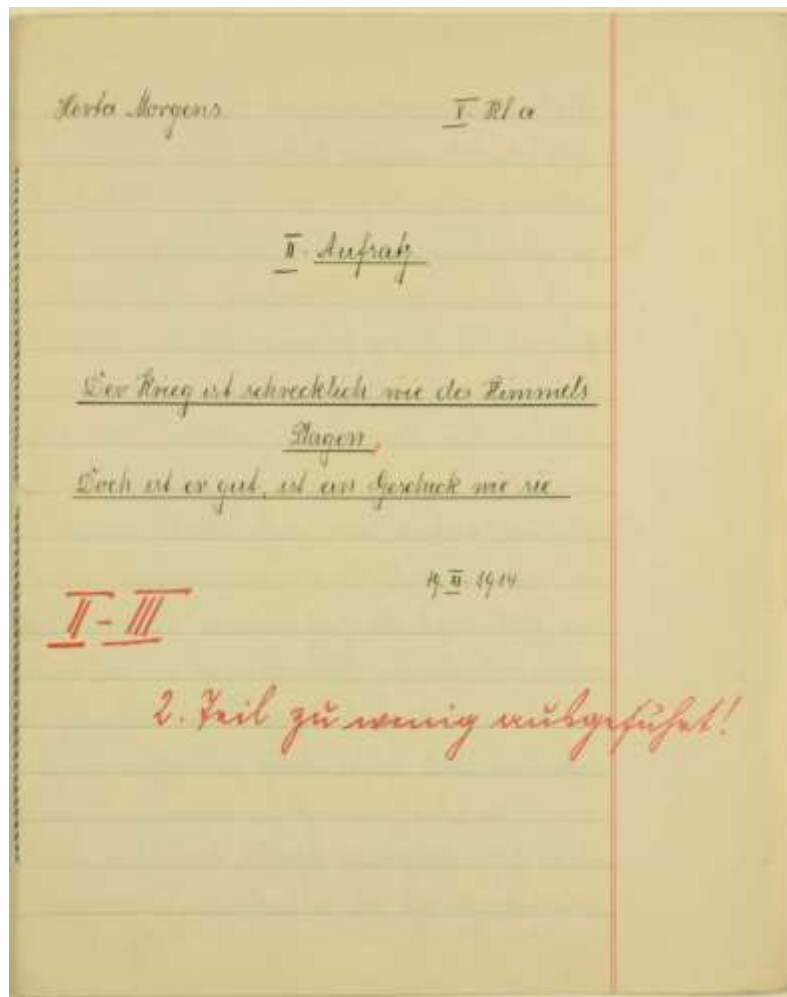 Herta Morgens V. Kl a
II. Aufsatz
Der Krieg ist schrecklich wie des Himmels
Plagen,
Doch ist er gut, ist ein Geschick wie sie
19. XI. 1914
II-III
2. Teil zu wenig ausgeführt!